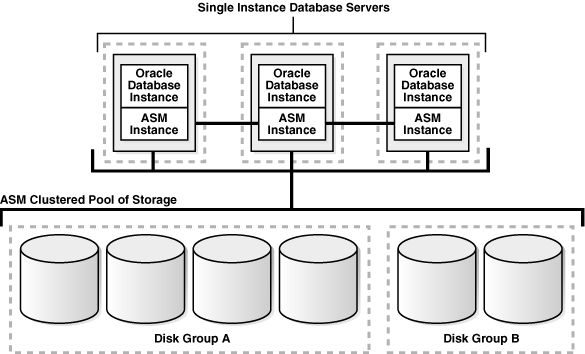 Single Instance Database Servers
Oracle
Database
Instance
ASM
Instance
Oracle
Database
Instance
ASM
Instance
Oracle
Database
Instance
ASM
Instance
ASM Clustered Pool of Storage
Disk Group A
Disk Group B